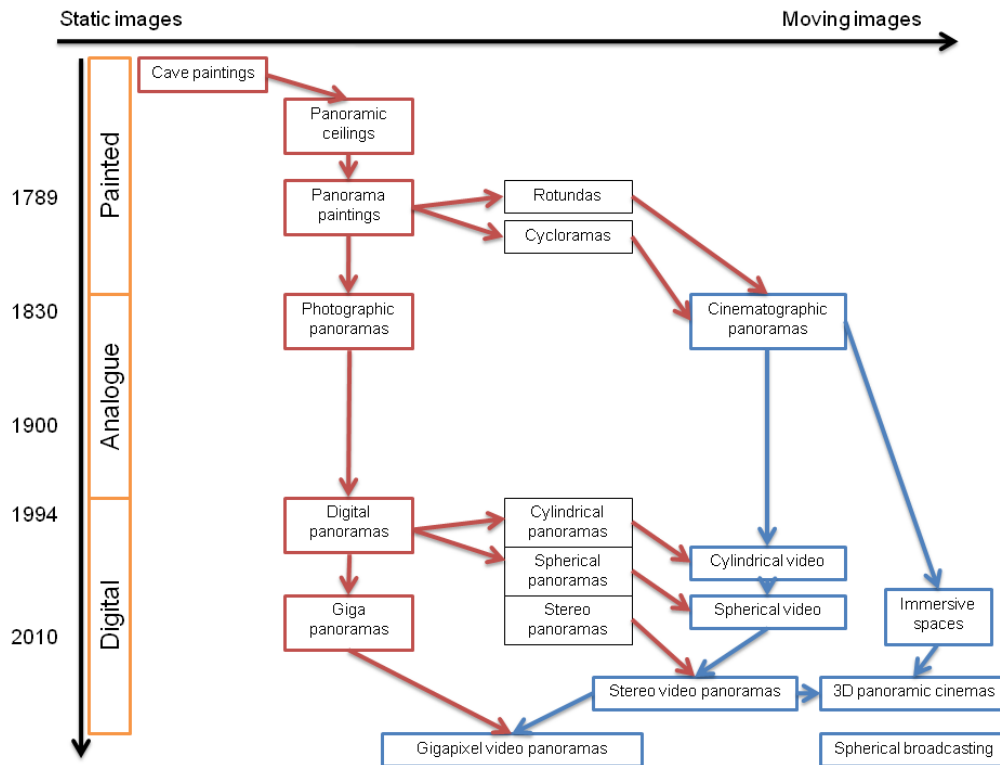 Static images
Moving images
Cave paintings
Panoramic
ceilings
Painted
1789
Panorama
paintings
Rotundas
Cycloramas
1830
Photographic
panoramas
Cinematographic
panoramas
Analogue
1900
1994
Digital
panoramas
Cylindrical
panoramas
Spherical
panoramas
Stereo
panoramas
Cylindrical video
Spherical video
Immersive
spaces
Digital
2010
Giga
panoramas
Stereo video panoramas
3D panoramic cinemas
Gigapixel video panoramas
Spherical broadcasting